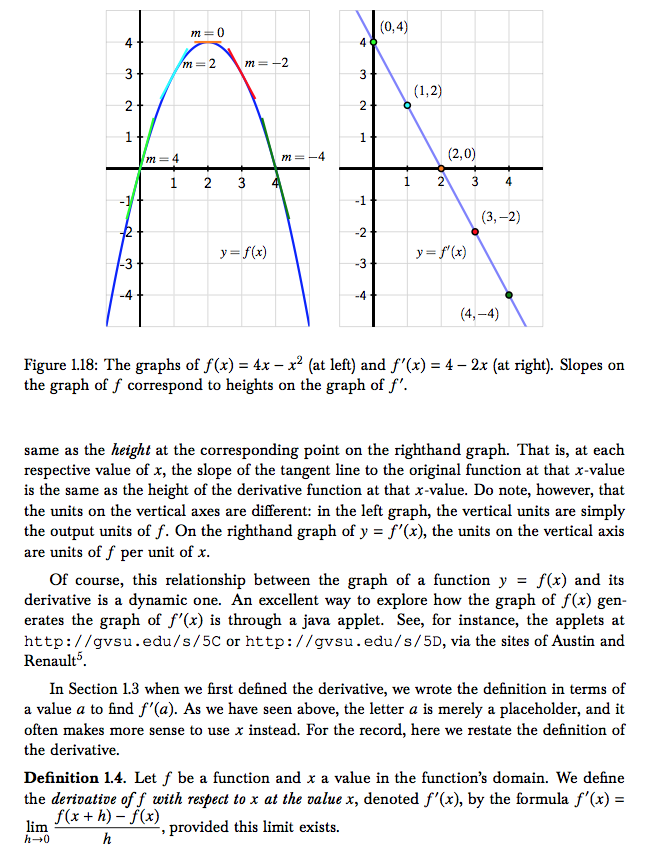 m = 0
m = 2
m = −2
m = 4
m = −4
4
3
2
1
-1
-2
-3
-4
1
2
3
4
y = f(x)
(0,4)
(1,2)
(2,0)
(3,−2)
(4,−4)
4
3
2
1
-1
-2
-3
-4
1
2
3
4
y = f′(x)
Figure 1.18: The graphs of f(x) = 4x − x² (at left) and f′(x) = 4 − 2x (at right). Slopes on
the graph of f correspond to heights on the graph of f′.
same as the height at the corresponding point on the righthand graph. That is, at each
respective value of x, the slope of the tangent line to the original function at that x-value
is the same as the height of the derivative function at that x-value. Do note, however, that
the units on the vertical axes are different: in the left graph, the vertical units are simply
the output units of f. On the righthand graph of y = f′(x), the units on the vertical axis
are units of f per unit of x.
Of course, this relationship between the graph of a function y = f(x) and its
derivative is a dynamic one. An excellent way to explore how the graph of f(x) gen-
erates the graph of f′(x) is through a java applet. See, for instance, the applets at
http://gvsu.edu/s/5C or http://gvsu.edu/s/5D, via the sites of Austin and
Renault⁵.
In Section 1.3 when we first defined the derivative, we wrote the definition in terms of
a value a to find f′(a). As we have seen above, the letter a is merely a placeholder, and it
often makes more sense to use x instead. For the record, here we restate the definition of
the derivative.
Definition 1.4. Let f be a function and x a value in the function's domain. We define
the derivative of f with respect to x at the value x, denoted f′(x), by the formula f′(x) =
lim h→0 f(x + h) − f(x) / h, provided this limit exists.